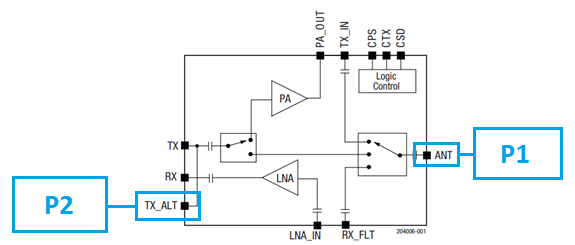 PA_OUT
TX_IN
CPS
CTX
CSD
Logic
Control
PA
TX
ANT
P1
RX
LNA
P2
TX_ALT
LNA_IN
RX_FLT
204006-001